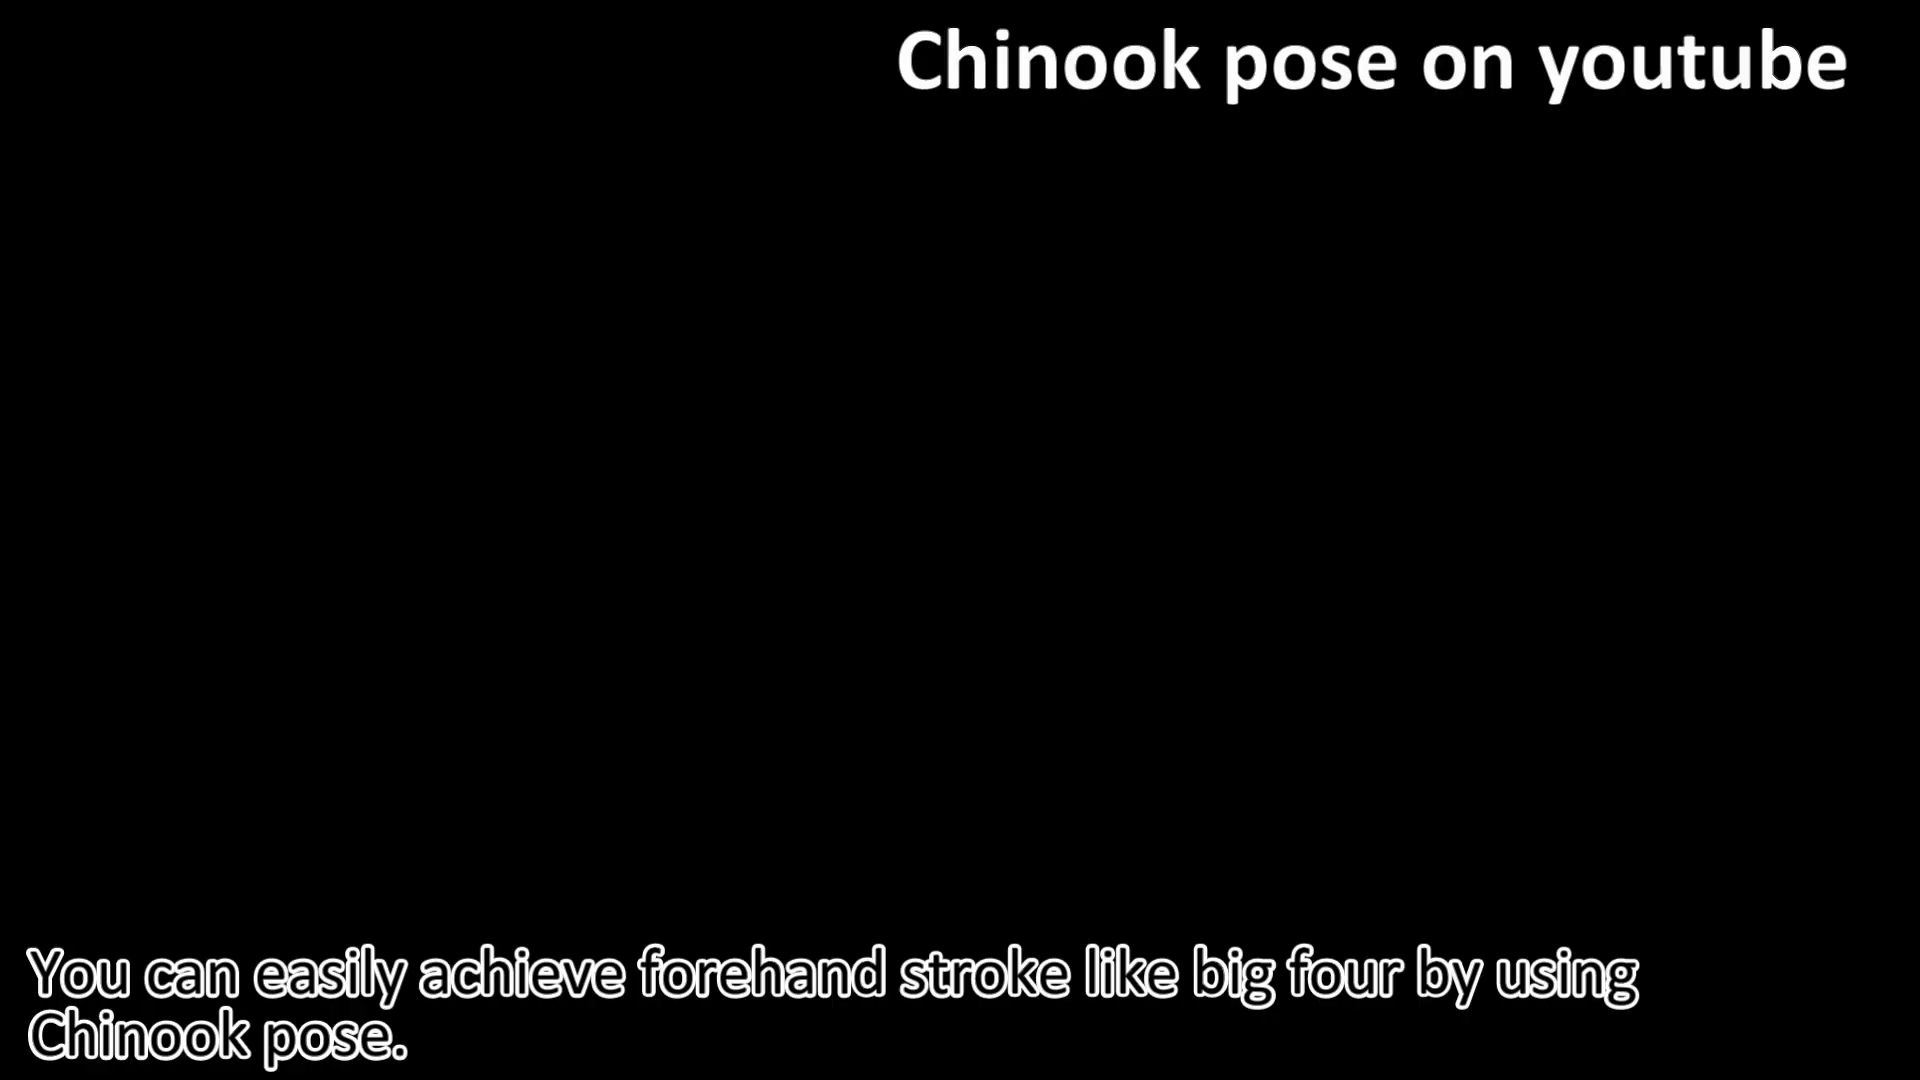 Chinook pose on youtube
You can easily achieve forehand stroke like big four by using
Chinook pose.